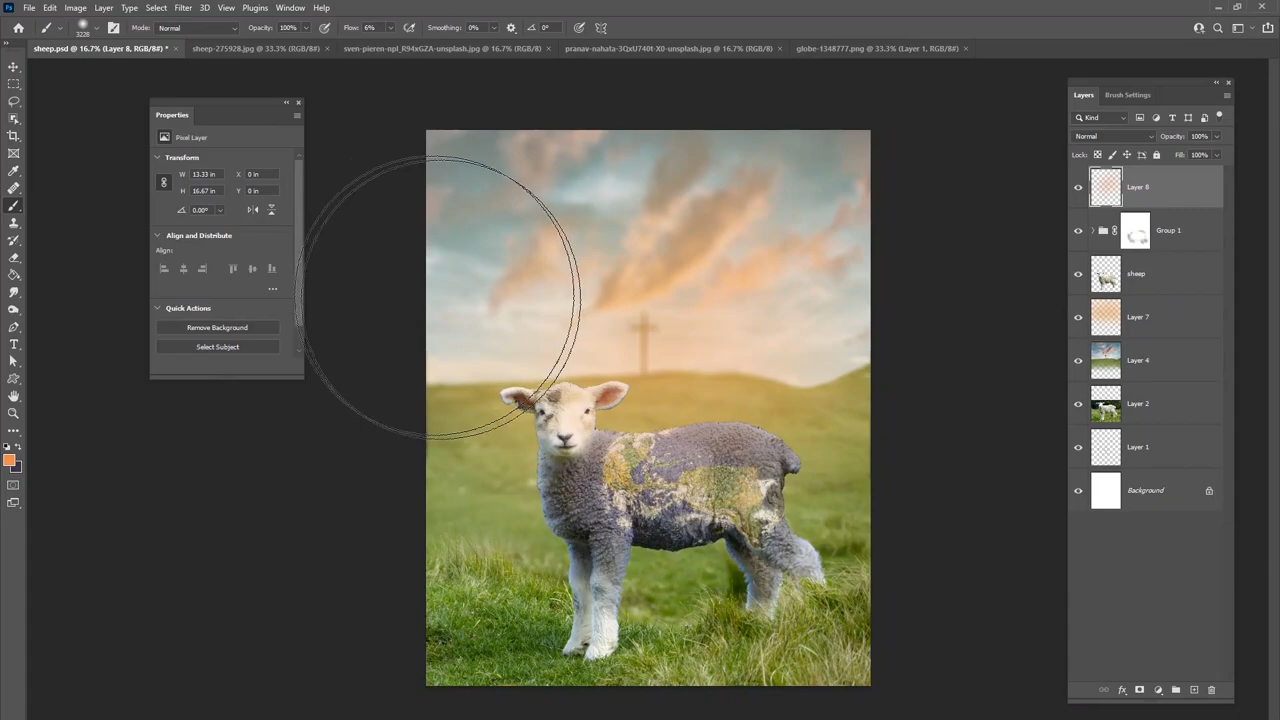 Ps File Edit Image Layer Type Select Filter 3D View Plugins Window Help
3228 Mode: Normal Opacity: 100% Flow: 6% Smoothing: 0% 0°
sheep.psd @ 16.7% (Layer 8, RGB/8#) * × sheep-275928.jpg @ 33.3% (RGB/8#) × sven-pieren-npl_R94xGZA-unsplash.jpg @ 16.7% (RGB/8#) × pranav-nahata-3QxtJ740t-X0-unsplash.jpg @ 16.7% (RGB/8#) × globe-1348777.png @ 33.3% (Layer 1, RGB/8#) ×
Properties
Pixel Layer
Transform
W 13.33 in X 0 in
H 16.67 in Y 0 in
0.00°
Align and Distribute
Align:
Quick Actions
Remove Background
Select Subject
Layers Brush Settings
Kind
Normal Opacity: 100%
Lock: Fill: 100%
Layer 8
Group 1
sheep
Layer 7
Layer 4
Layer 2
Layer 1
Background
fx